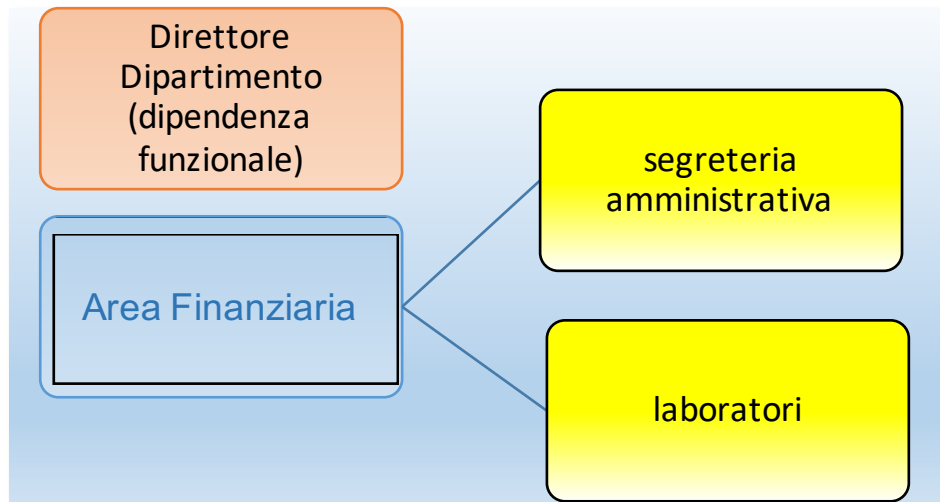 Direttore
Dipartimento
(dipendenza
funzionale)
segreteria
amministrativa
Area Finanziaria
laboratori